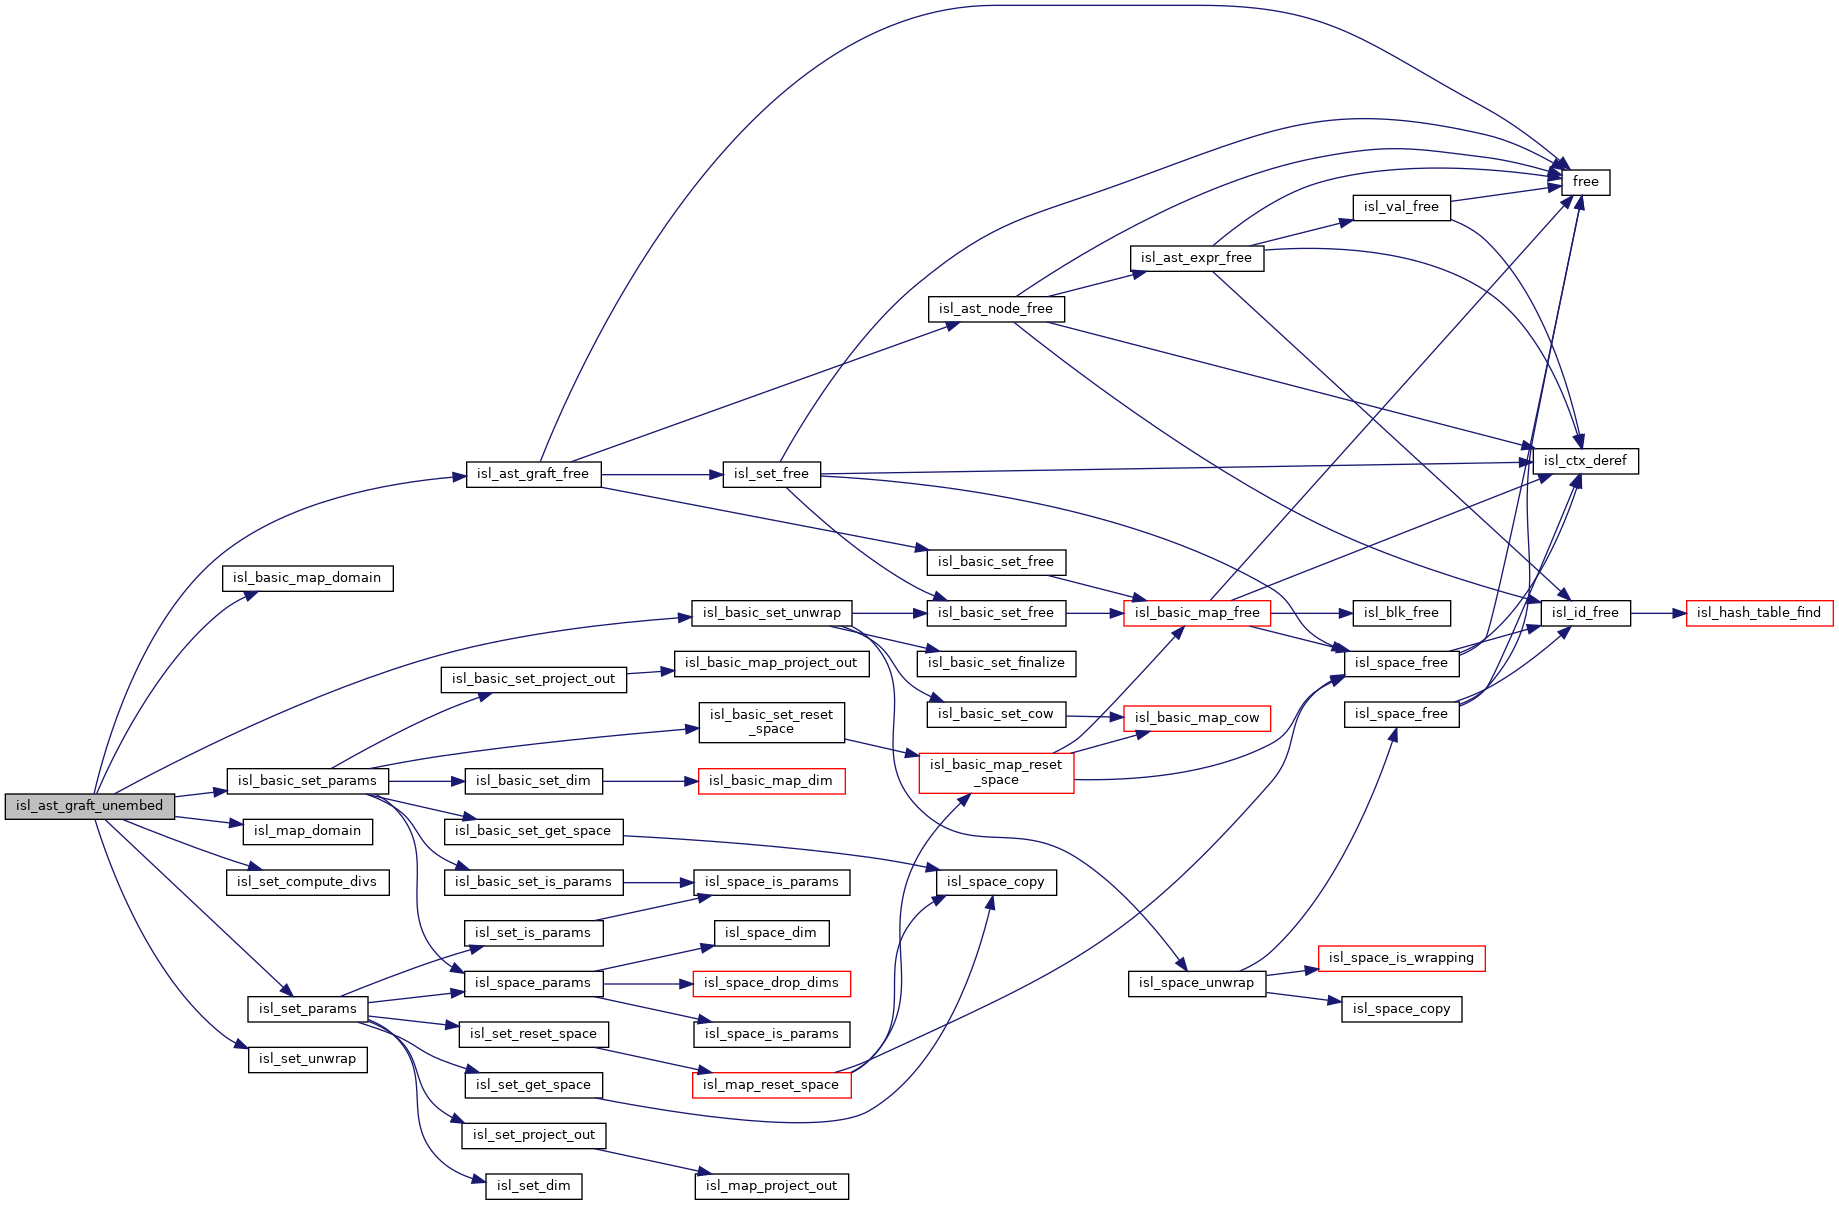 free
isl_val_free
isl_ast_expr_free
isl_ast_node_free
isl_ctx_deref
isl_ast_graft_free
isl_set_free
isl_basic_set_free
isl_basic_map_domain
isl_basic_set_unwrap
isl_basic_set_free
isl_basic_map_free
isl_blk_free
isl_id_free
isl_hash_table_find
isl_basic_map_project_out
isl_basic_set_finalize
isl_space_free
isl_basic_set_project_out
isl_basic_set_reset
_space
isl_basic_set_cow
isl_basic_map_cow
isl_space_free
isl_basic_set_params
isl_basic_set_dim
isl_basic_map_dim
isl_basic_map_reset
_space
isl_ast_graft_unembed
isl_map_domain
isl_basic_set_get_space
isl_set_compute_divs
isl_basic_set_is_params
isl_space_is_params
isl_space_copy
isl_set_is_params
isl_space_dim
isl_space_is_wrapping
isl_space_params
isl_space_drop_dims
isl_space_unwrap
isl_set_params
isl_space_copy
isl_set_reset_space
isl_space_is_params
isl_set_unwrap
isl_set_get_space
isl_map_reset_space
isl_set_project_out
isl_set_dim
isl_map_project_out